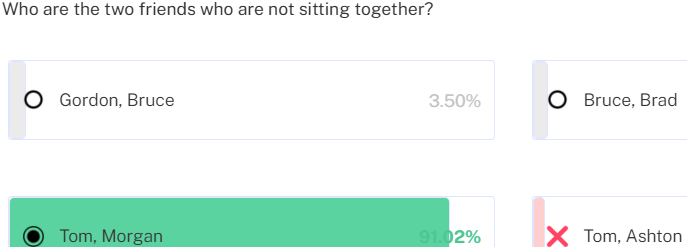 Who are the two friends who are not sitting together?
Gordon, Bruce 3.50%
Bruce, Brad
Tom, Morgan 91.02%
Tom, Ashton